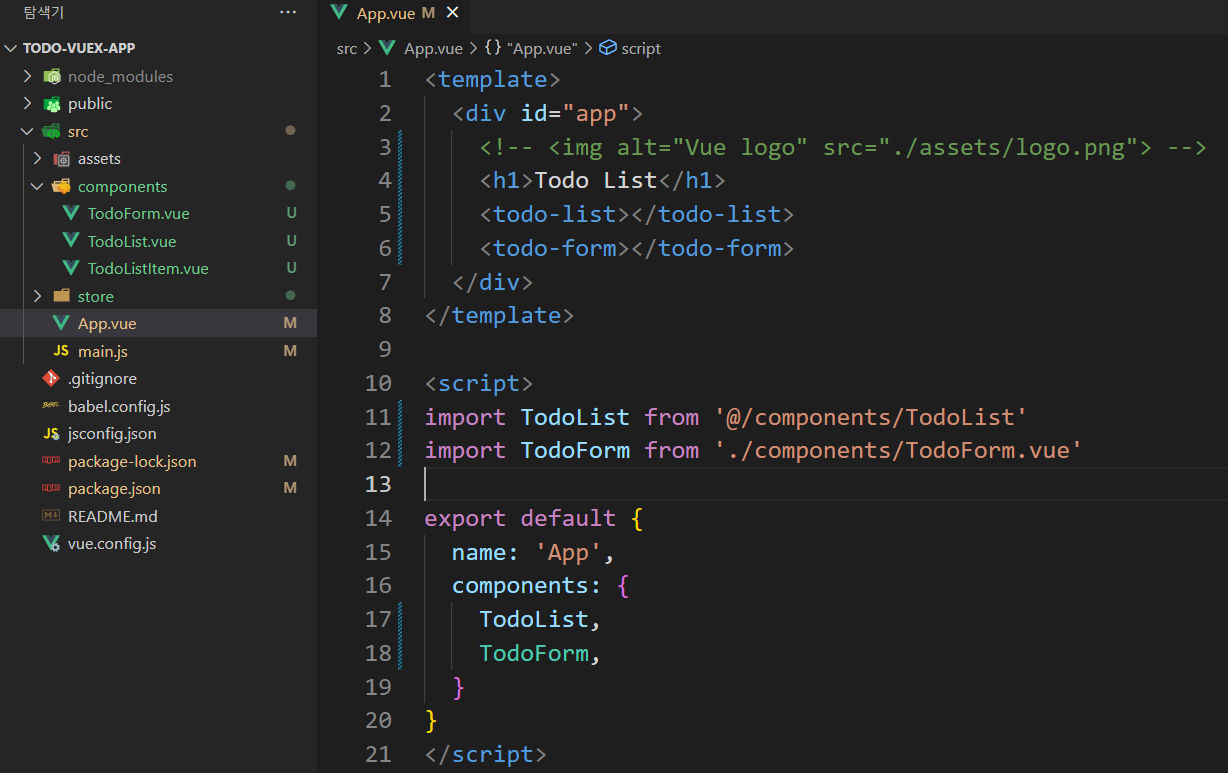 탐색기 ···
TODO-VUEX-APP
node_modules
public
src
assets
components
TodoForm.vue U
TodoList.vue U
TodoListItem.vue U
store
App.vue M
JS main.js M
.gitignore
BABEL babel.config.js
JS jsconfig.json
package-lock.json M
package.json M
README.md
vue.config.js
App.vue M ×
src > App.vue > {} "App.vue" > script
1 <template>
2 <div id="app">
3 <!-- <img alt="Vue logo" src="./assets/logo.png"> -->
4 <h1>Todo List</h1>
5 <todo-list></todo-list>
6 <todo-form></todo-form>
7 </div>
8 </template>
9
10 <script>
11 import TodoList from '@/components/TodoList'
12 import TodoForm from './components/TodoForm.vue'
13
14 export default {
15 name: 'App',
16 components: {
17 TodoList,
18 TodoForm,
19 }
20 }
21 </script>